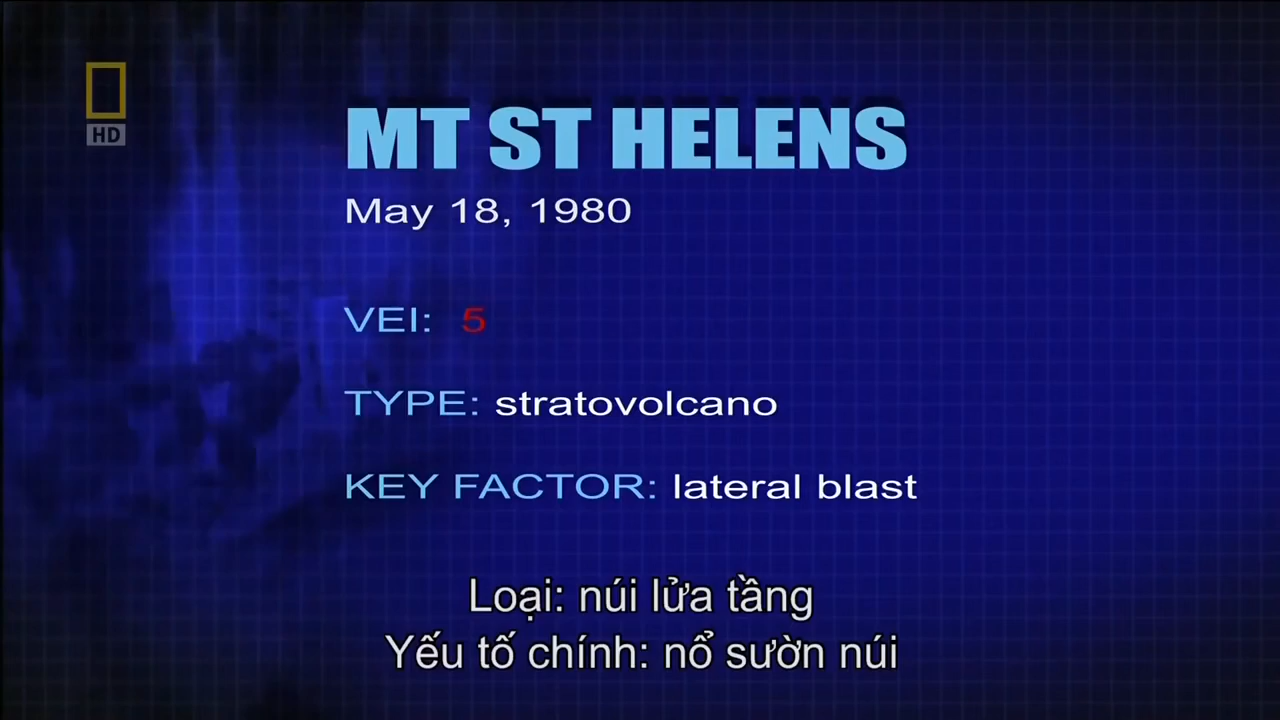 HD
MT ST HELENS
May 18, 1980
VEI: 5
TYPE: stratovolcano
KEY FACTOR: lateral blast
Loại: núi lửa tầng
Yếu tố chính: nổ sườn núi